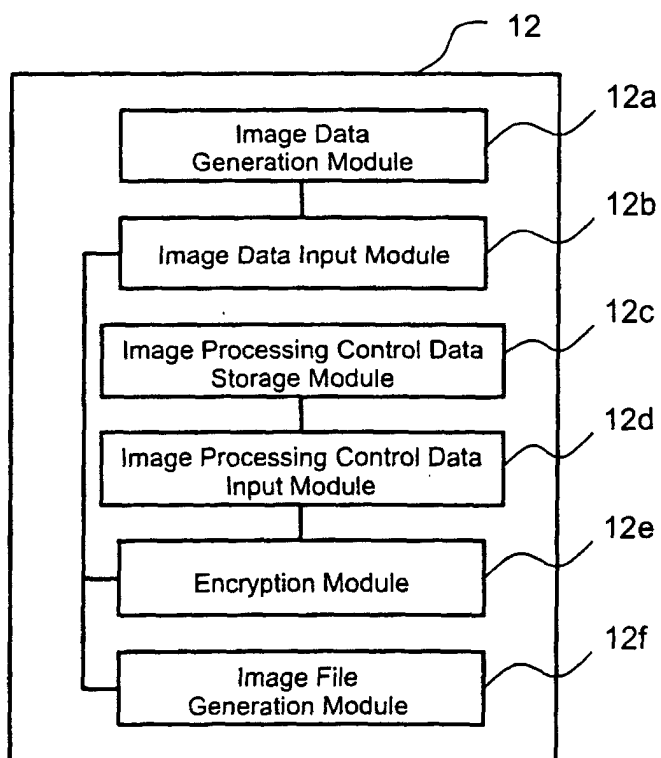 12
Image Data
Generation Module
12a
Image Data Input Module
12b
Image Processing Control Data
Storage Module
12c
Image Processing Control Data
Input Module
12d
Encryption Module
12e
Image File
Generation Module
12f